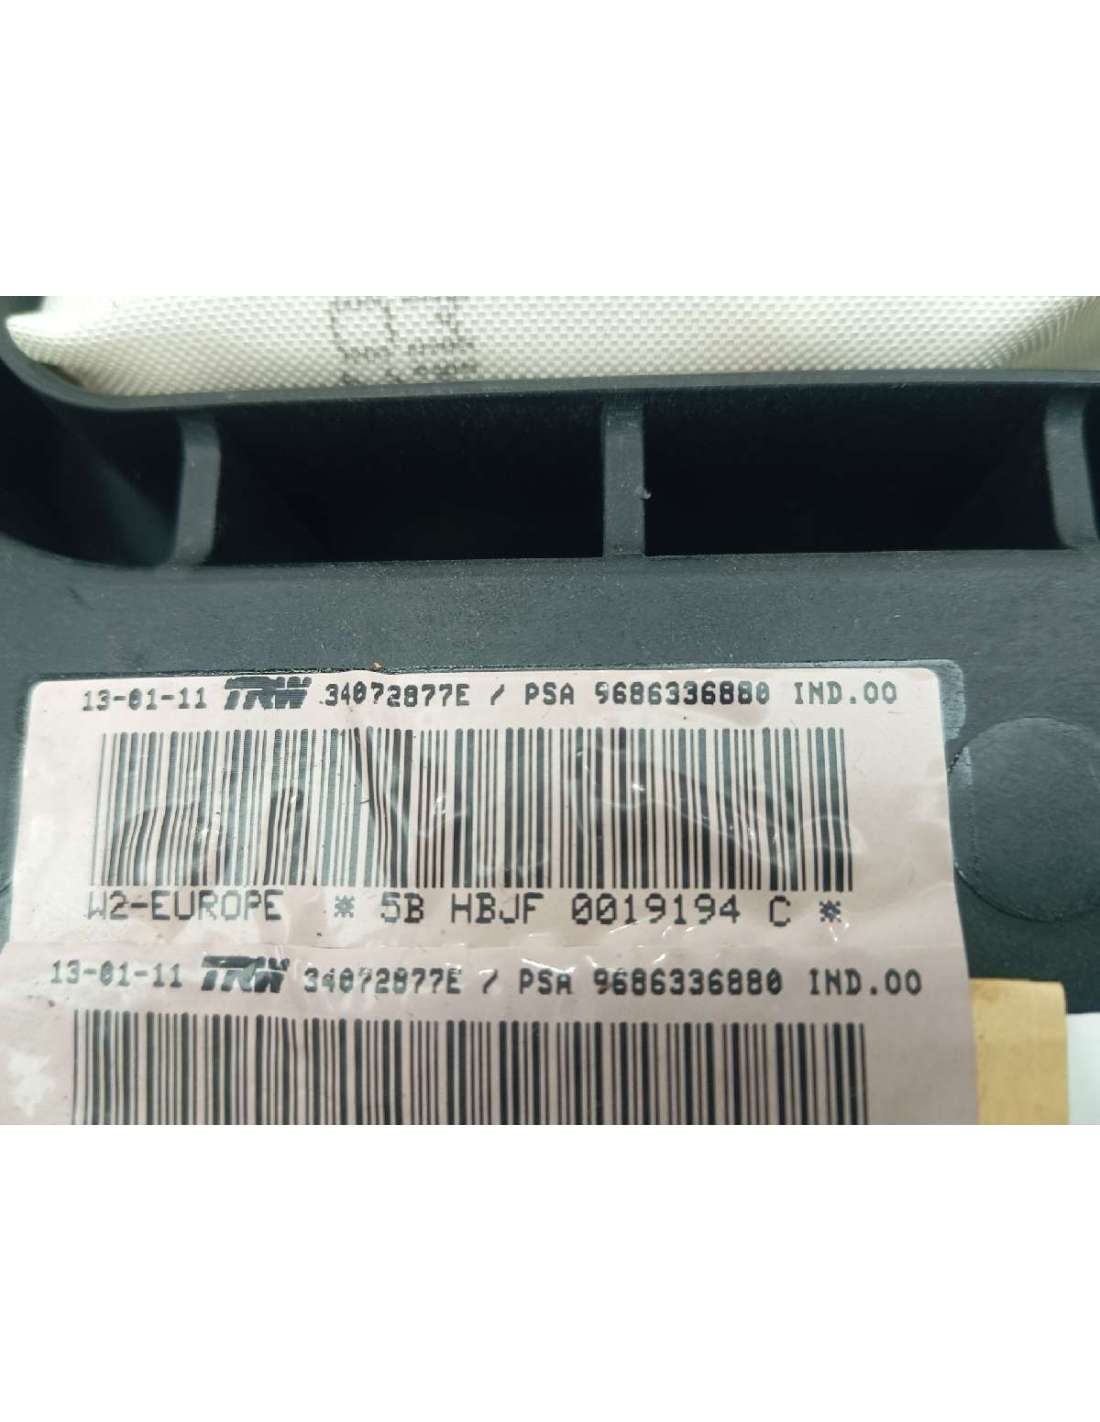 13-01-11 TRW 34072877E / PSA 9686336880 IND.00
W2-EUROPE * 5B HBJF 0019194 C *
13-01-11 TRW 34072877E / PSA 9686336880 IND.00